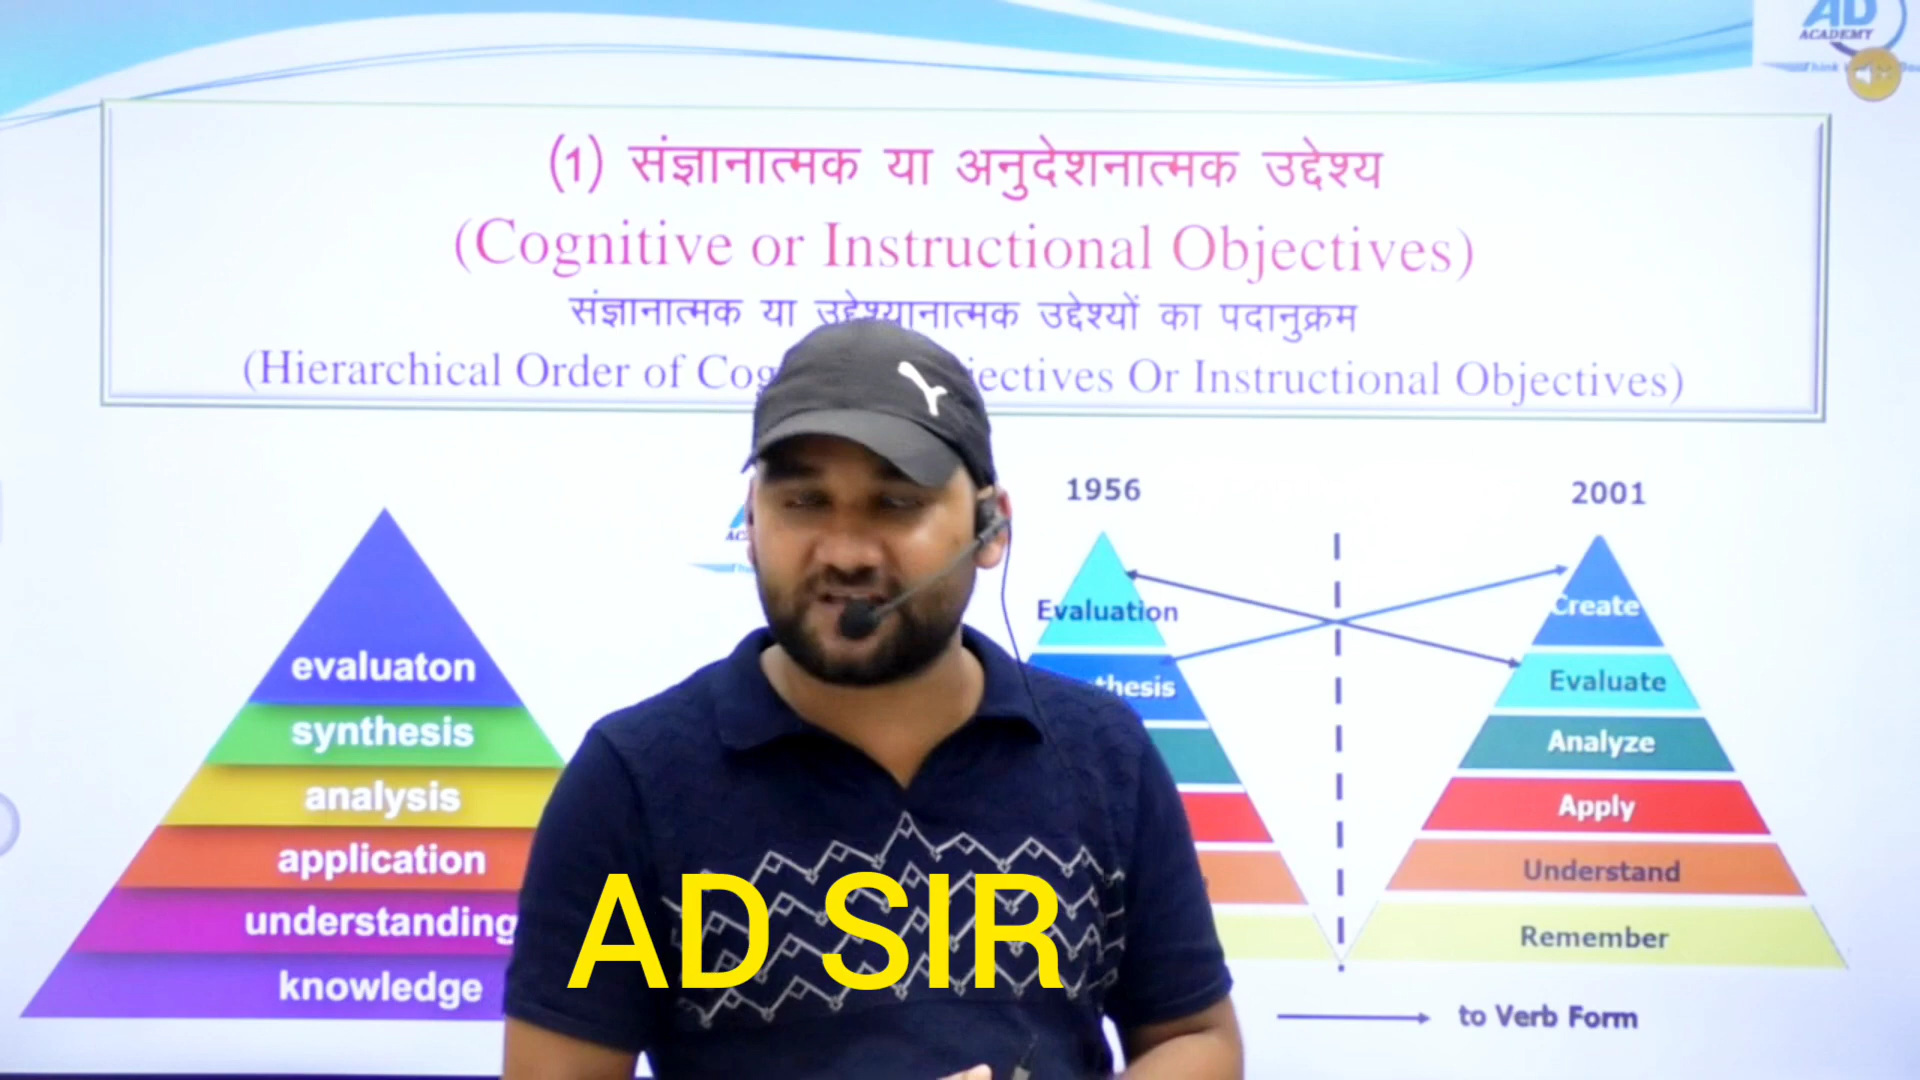 AD
ACADEMY
Think
(1) संज्ञानात्मक या अनुदेशनात्मक उद्देश्य
(Cognitive or Instructional Objectives)
संज्ञानात्मक या उद्देश्यानात्मक उद्देश्यों का पदानुक्रम
(Hierarchical Order of Cog ectives Or Instructional Objectives)
evaluaton
synthesis
analysis
application
understanding
knowledge
1956
Evaluation
thesis
2001
Create
Evaluate
Analyze
Apply
Understand
Remember
to Verb Form
AD SIR